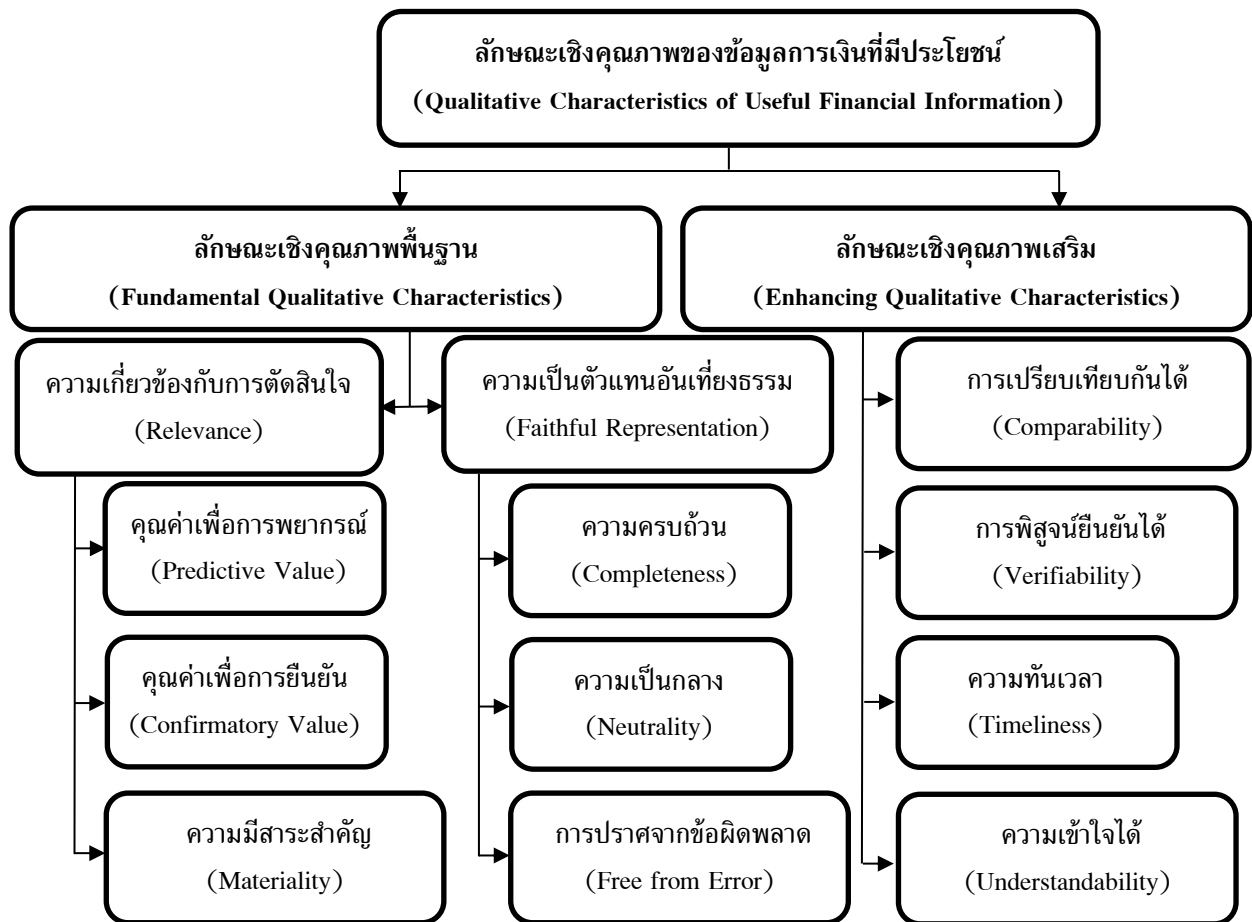 ลักษณะเชิงคุณภาพของข้อมูลการเงินที่มีประโยชน์
(Qualitative Characteristics of Useful Financial Information)
ลักษณะเชิงคุณภาพพื้นฐาน
(Fundamental Qualitative Characteristics)
ลักษณะเชิงคุณภาพเสริม
(Enhancing Qualitative Characteristics)
ความเกี่ยวข้องกับการตัดสินใจ
(Relevance)
คุณค่าเพื่อการพยากรณ์
(Predictive Value)
คุณค่าเพื่อการยืนยัน
(Confirmatory Value)
ความมีสาระสำคัญ
(Materiality)
ความเป็นตัวแทนอันเที่ยงธรรม
(Faithful Representation)
ความครบถ้วน
(Completeness)
ความเป็นกลาง
(Neutrality)
การปราศจากข้อผิดพลาด
(Free from Error)
การเปรียบเทียบกันได้
(Comparability)
การพิสูจน์ยืนยันได้
(Verifiability)
ความทันเวลา
(Timeliness)
ความเข้าใจได้
(Understandability)